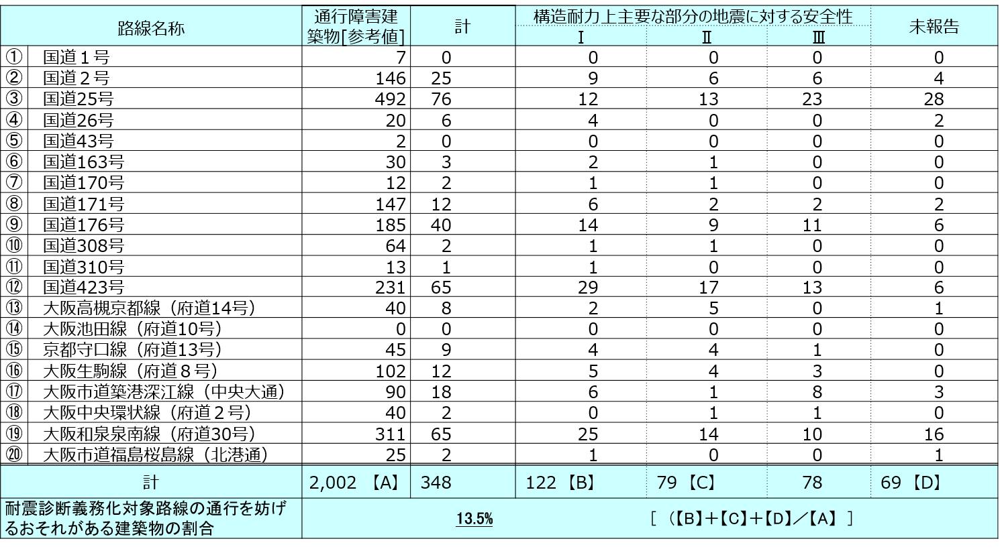 路線名称 通行障害建築物[参考値] 計 構造耐力上主要な部分の地震に対する安全性 未報告
Ⅰ Ⅱ Ⅲ
① 国道１号 7 0 0 0 0 0
② 国道２号 146 25 9 6 6 4
③ 国道25号 492 76 12 13 23 28
④ 国道26号 20 6 4 0 0 2
⑤ 国道43号 2 0 0 0 0 0
⑥ 国道163号 30 3 2 1 0 0
⑦ 国道170号 12 2 1 1 0 0
⑧ 国道171号 147 12 6 2 2 2
⑨ 国道176号 185 40 14 9 11 6
⑩ 国道308号 64 2 1 1 0 0
⑪ 国道310号 13 1 1 0 0 0
⑫ 国道423号 231 65 29 17 13 6
⑬ 大阪高槻京都線（府道14号） 40 8 2 5 0 1
⑭ 大阪池田線（府道10号） 0 0 0 0 0 0
⑮ 京都守口線（府道13号） 45 9 4 4 1 0
⑯ 大阪生駒線（府道８号） 102 12 5 4 3 0
⑰ 大阪市道築港深江線（中央大通） 90 18 6 1 8 3
⑱ 大阪中央環状線（府道２号） 40 2 0 1 1 0
⑲ 大阪和泉泉南線（府道30号） 311 65 25 14 10 16
⑳ 大阪市道福島桜島線（北港通） 25 2 1 0 0 1
計 2,002 【A】 348 122 【B】 79 【C】 78 69 【D】
耐震診断義務化対象路線の通行を妨げ
るおそれがある建築物の割合 13.5% [ （【B】＋【C】＋【D】／【A】 ]